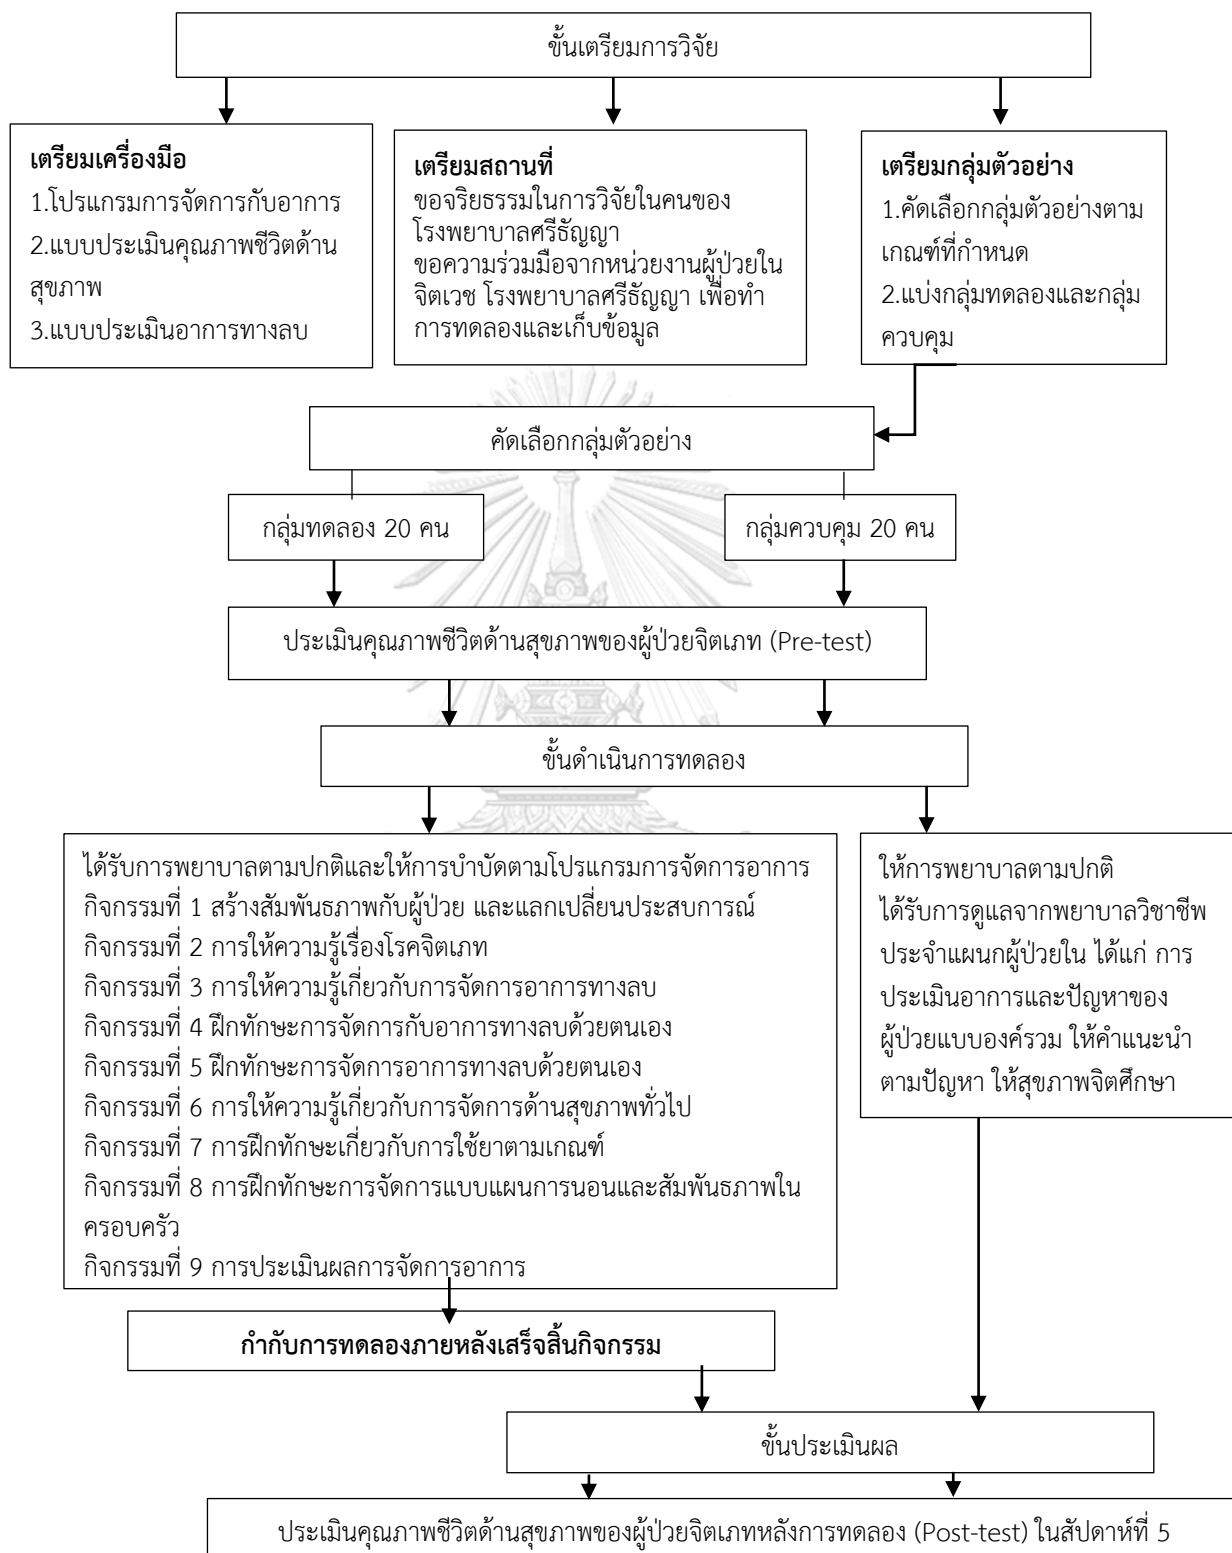 ขั้นเตรียมการวิจัย
เตรียมเครื่องมือ
1.โปรแกรมการจัดการกับอาการ
2.แบบประเมินคุณภาพชีวิตด้าน
สุขภาพ
3.แบบประเมินอาการทางลบ
เตรียมสถานที่
ขอจริยธรรมในการวิจัยในคนของ
โรงพยาบาลศรีธัญญา
ขอความร่วมมือจากหน่วยงานผู้ป่วยใน
จิตเวช โรงพยาบาลศรีธัญญา เพื่อทำ
การทดลองและเก็บข้อมูล
เตรียมกลุ่มตัวอย่าง
1.คัดเลือกกลุ่มตัวอย่างตาม
เกณฑ์ที่กำหนด
2.แบ่งกลุ่มทดลองและกลุ่ม
ควบคุม
คัดเลือกกลุ่มตัวอย่าง
กลุ่มทดลอง 20 คน
กลุ่มควบคุม 20 คน
ประเมินคุณภาพชีวิตด้านสุขภาพของผู้ป่วยจิตเภท (Pre-test)
ขั้นดำเนินการทดลอง
ได้รับการพยาบาลตามปกติและให้การบำบัดตามโปรแกรมการจัดการอาการ
กิจกรรมที่ 1 สร้างสัมพันธภาพกับผู้ป่วย และแลกเปลี่ยนประสบการณ์
กิจกรรมที่ 2 การให้ความรู้เรื่องโรคจิตเภท
กิจกรรมที่ 3 การให้ความรู้เกี่ยวกับการจัดการอาการทางลบ
กิจกรรมที่ 4 ฝึกทักษะการจัดการกับอาการทางลบด้วยตนเอง
กิจกรรมที่ 5 ฝึกทักษะการจัดการอาการทางลบด้วยตนเอง
กิจกรรมที่ 6 การให้ความรู้เกี่ยวกับการจัดการด้านสุขภาพทั่วไป
กิจกรรมที่ 7 การฝึกทักษะเกี่ยวกับการใช้ยาตามเกณฑ์
กิจกรรมที่ 8 การฝึกทักษะการจัดการแบบแผนการนอนและสัมพันธภาพใน
ครอบครัว
กิจกรรมที่ 9 การประเมินผลการจัดการอาการ
ให้การพยาบาลตามปกติ
ได้รับการดูแลจากพยาบาลวิชาชีพ
ประจำแผนกผู้ป่วยใน ได้แก่ การ
ประเมินอาการและปัญหาของ
ผู้ป่วยแบบองค์รวม ให้คำแนะนำ
ตามปัญหา ให้สุขภาพจิตศึกษา
กำกับการทดลองภายหลังเสร็จสิ้นกิจกรรม
ขั้นประเมินผล
ประเมินคุณภาพชีวิตด้านสุขภาพของผู้ป่วยจิตเภทหลังการทดลอง (Post-test) ในสัปดาห์ที่ 5